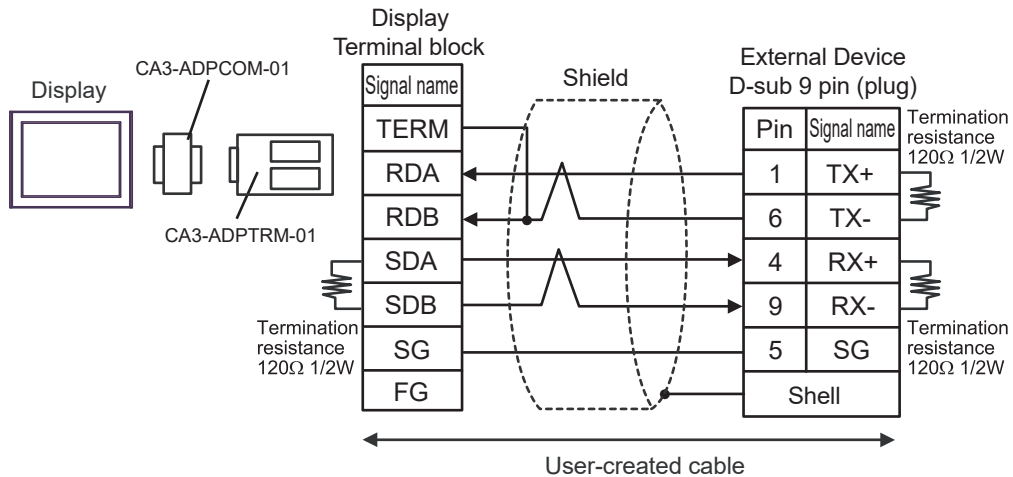 Display
CA3-ADPCOM-01
CA3-ADPTRM-01
Display
Terminal block
Signal name
TERM
RDA
RDB
SDA
SDB
SG
FG
Termination
resistance
120Ω 1/2W
Shield
External Device
D-sub 9 pin (plug)
Pin Signal name
1 TX+
6 TX-
4 RX+
9 RX-
5 SG
Shell
Termination
resistance
120Ω 1/2W
Termination
resistance
120Ω 1/2W
User-created cable